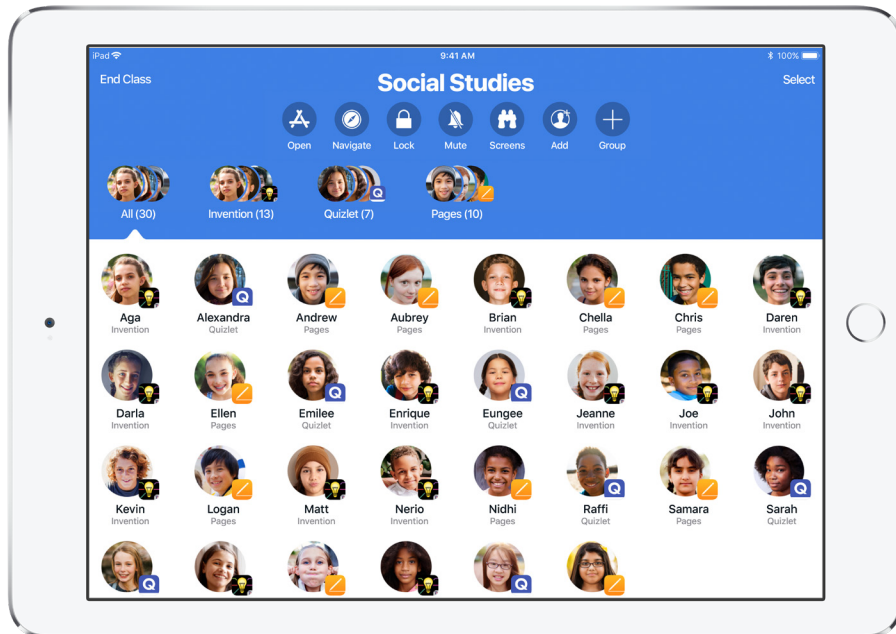 iPad 9:41 AM 100%
End Class Social Studies Select
Open Navigate Lock Mute Screens Add Group
All (30) Invention (13) Quizlet (7) Pages (10)
Aga Alexandra Andrew Aubrey Brian Chella Chris Daren
Invention Quizlet Pages Pages Invention Pages Pages Invention
Darla Ellen Emilee Enrique Eungee Jeanne Joe John
Invention Pages Quizlet Invention Quizlet Invention Invention Invention
Kevin Logan Matt Nerio Nidhi Raffi Samara Sarah
Invention Pages Invention Invention Pages Quizlet Pages Quizlet